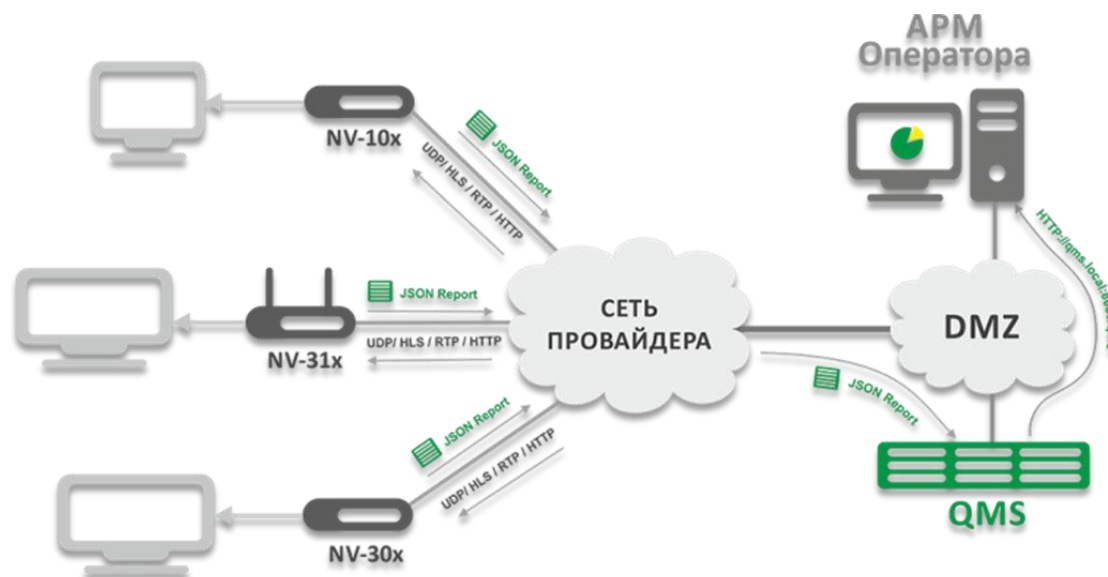 АРМ
Оператора
NV-10x
JSON Report
UDP/ HLS / RTP / HTTP
JSON Report
UDP/ HLS / RTP / HTTP
NV-31x
СЕТЬ
ПРОВАЙДЕРА
DMZ
JSON Report
JSON Report
UDP/ HLS / RTP / HTTP
NV-30x
QMS